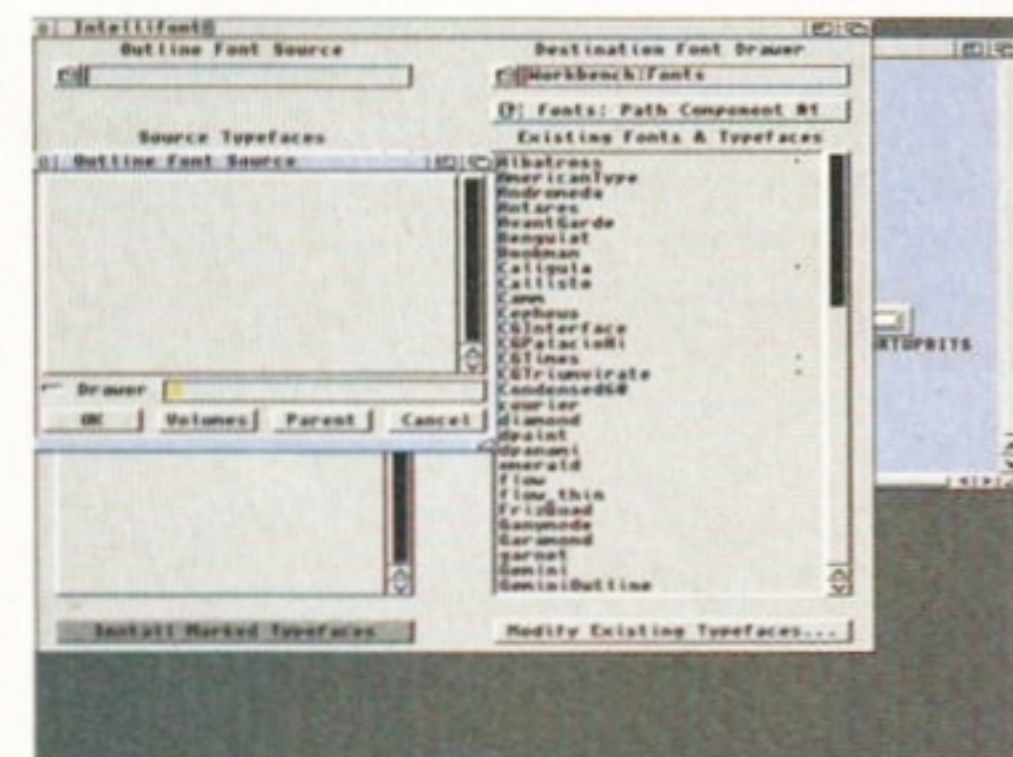 Intellifont
Outline Font Source
Destination Font Drawer
Workbench:Fonts
Fonts: Path Component #1
Source Typefaces
Existing Fonts & Typefaces
Outline Font Source
Albatross
AmericanType
Andromeda
Antares
AvantGarde
Benguiat
Bookman
Caligula
Callisto
Camm
Cepheus
CGInterface
CGPalacio
CGTimes
CGTriumvirate
Condensed60
Courier
diamond
dpaint
emerald
flow
flow_thin
FrizQuad
Ganymede
Garamond
garnet
Gemini
GeminiOutline
Drawer
OK
Volumes
Parent
Cancel
Install Marked Typefaces
Modify Existing Typefaces...